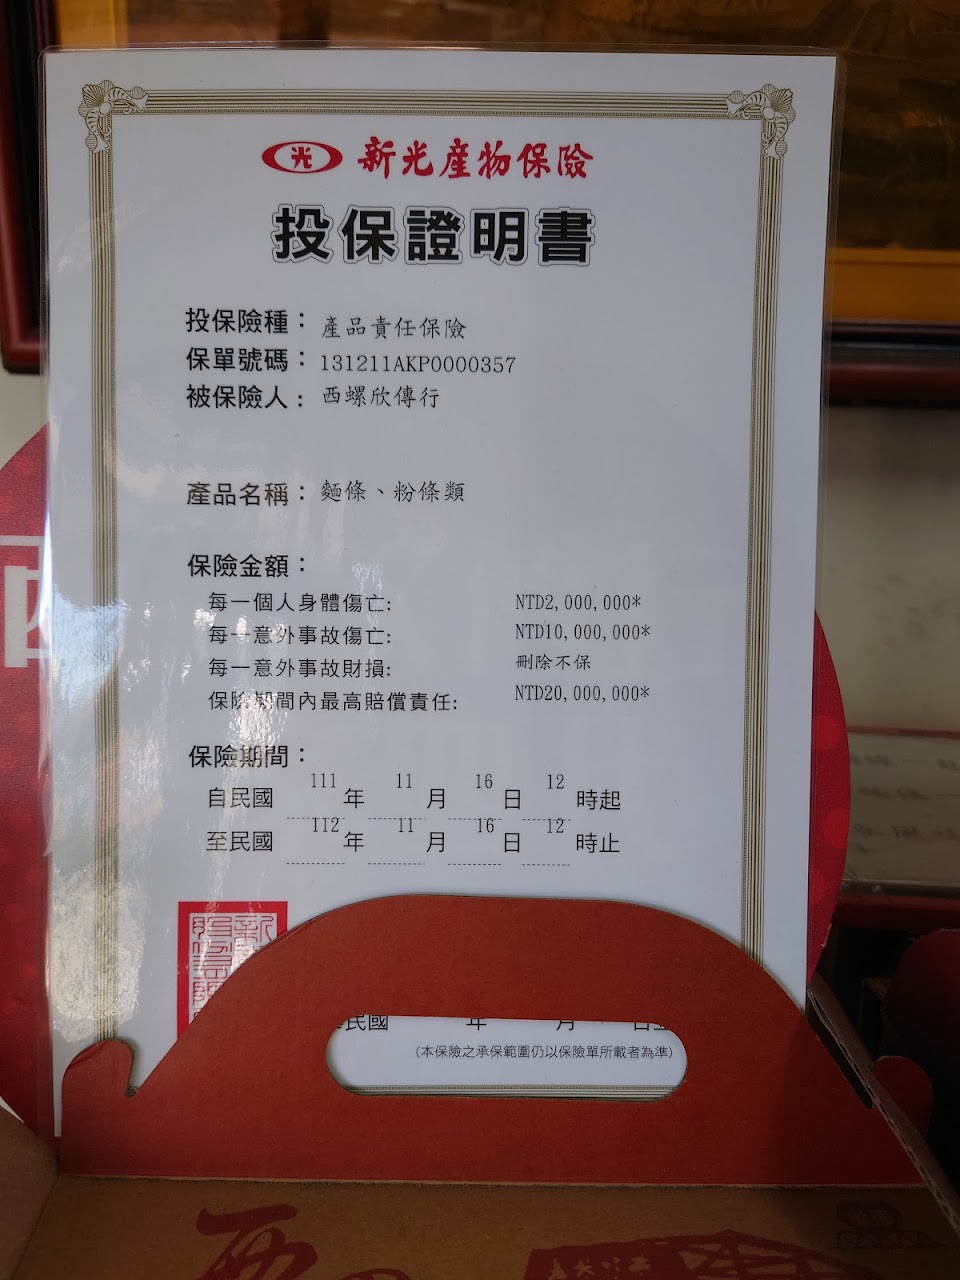 光 新光產物保險
投保證明書
投保險種： 產品責任保險
保單號碼： 131211AKP0000357
被保險人： 西螺欣傳行
產品名稱： 麵條、粉條類
保險金額：
每一個人身體傷亡: NTD2,000,000*
每一意外事故傷亡: NTD10,000,000*
每一意外事故財損: 刪除不保
保險期間內最高賠償責任: NTD20,000,000*
保險期間：
自民國 111 年 11 月 16 日 12 時起
至民國 112 年 11 月 16 日 12 時止
民國 年 月 日
（本保險之承保範圍仍以保險單所載者為準）
西